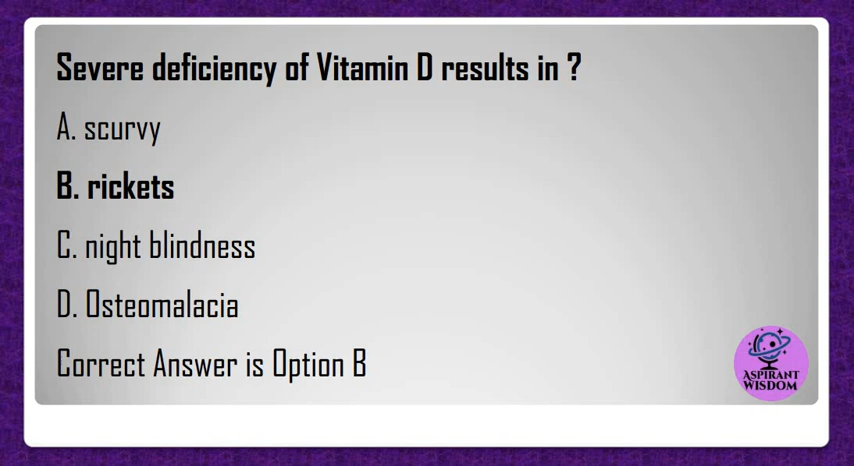 Severe deficiency of Vitamin D results in ?
A. scurvy
B. rickets
C. night blindness
D. Osteomalacia
Correct Answer is Option B
ASPIRANT
WISDOM